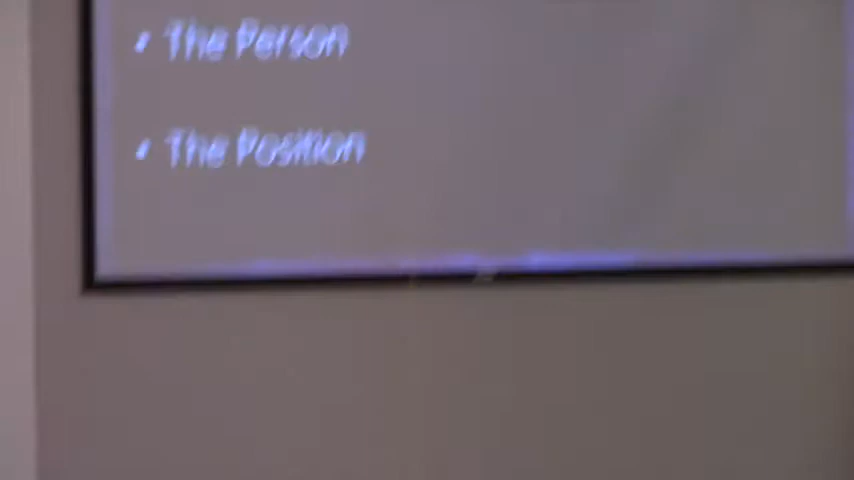 • The Person
• The Position